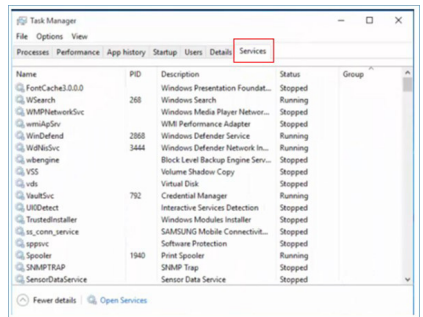 Task Manager
File Options View
Processes Performance App history Startup Users Details Services
Name PID Description Status Group
FontCache3.0.0.0 Windows Presentation Foundat... Stopped
WSearch 268 Windows Search Running
WMPNetworkSvc Windows Media Player Networ... Stopped
wmiApSrv WMI Performance Adapter Stopped
WinDefend 2868 Windows Defender Service Running
WdNisSvc 3444 Windows Defender Network In... Running
wbengine Block Level Backup Engine Serv... Stopped
VSS Volume Shadow Copy Stopped
vds Virtual Disk Stopped
VaultSvc 792 Credential Manager Running
UI0Detect Interactive Services Detection Stopped
TrustedInstaller Windows Modules Installer Stopped
ss_conn_service SAMSUNG Mobile Connectivit... Stopped
sppsvc Software Protection Stopped
Spooler 1940 Print Spooler Running
SNMPTRAP SNMP Trap Stopped
SensorDataService Sensor Data Service Stopped
Fewer details Open Services